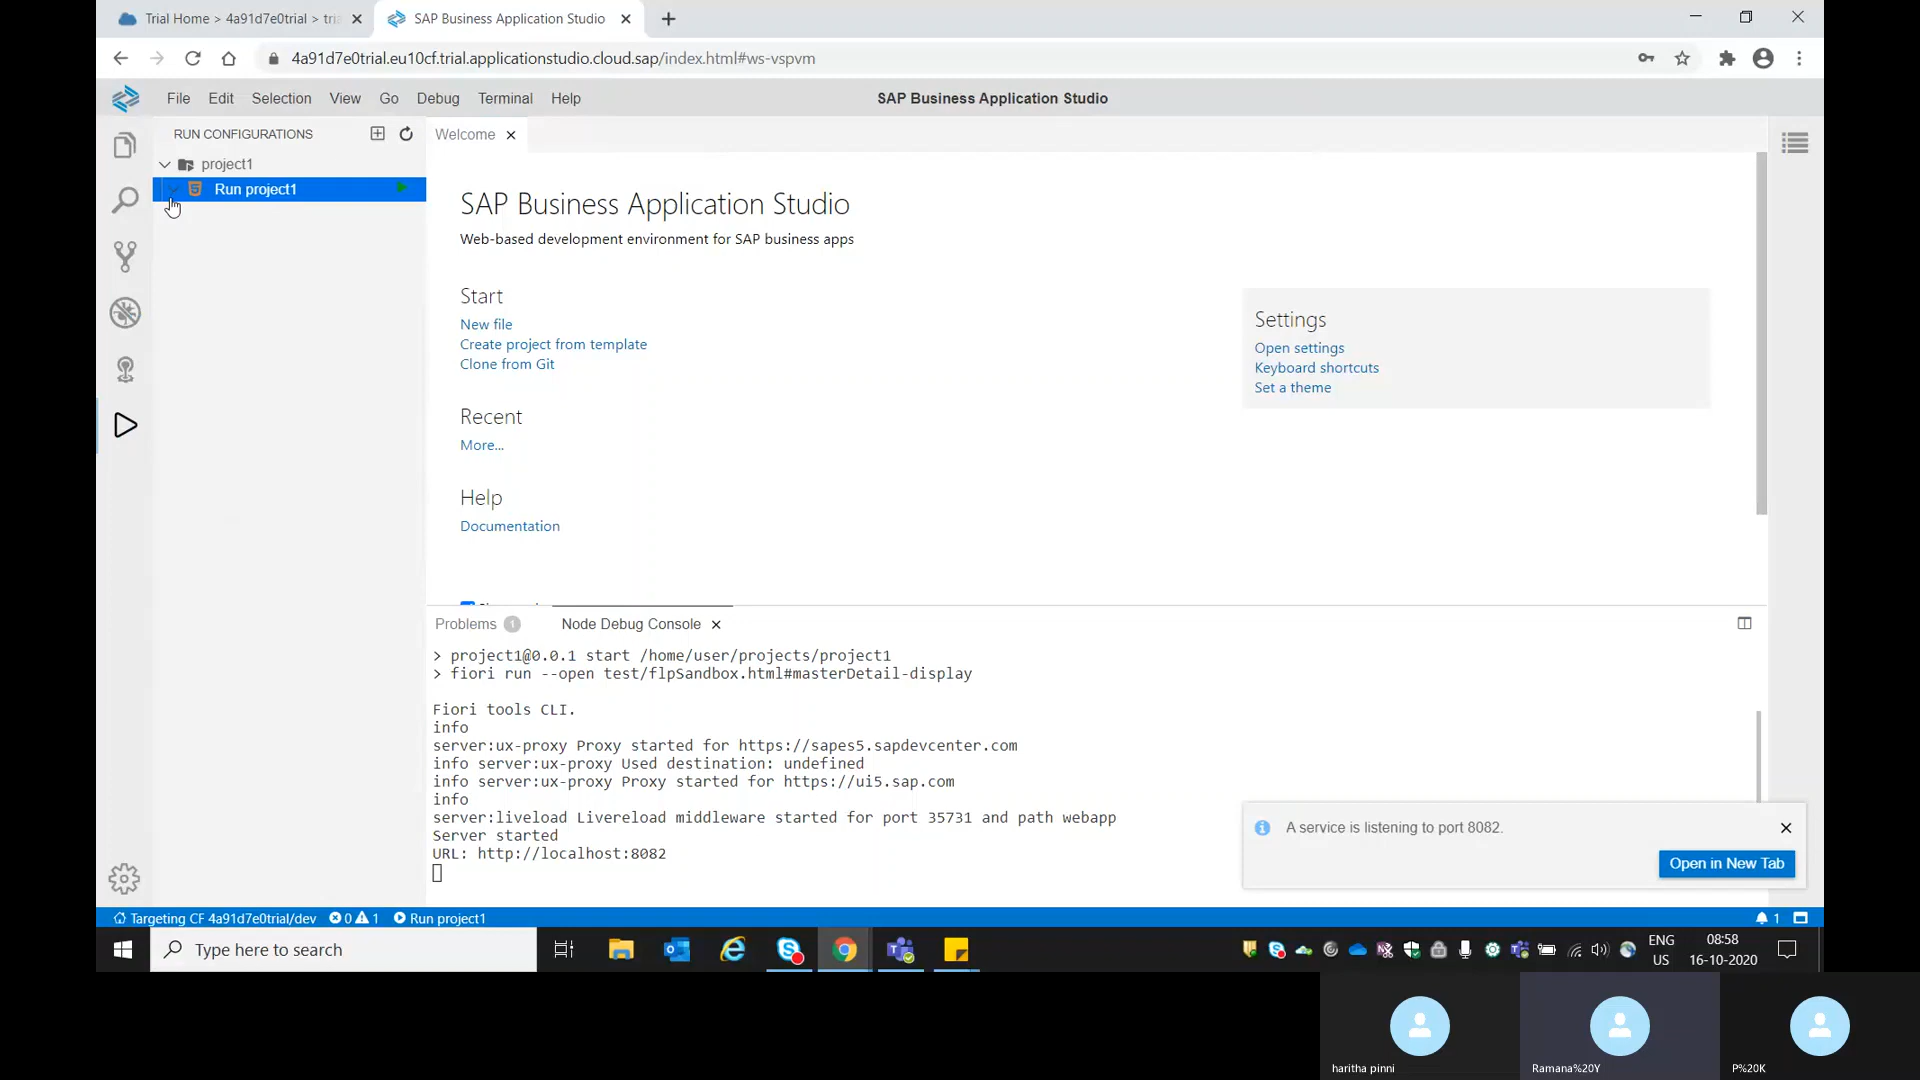 Trial Home > 4a91d7e0trial > tri
SAP Business Application Studio
4a91d7e0trial.eu10cf.trial.applicationstudio.cloud.sap/index.html#ws-vspvm
File Edit Selection View Go Debug Terminal Help
SAP Business Application Studio
RUN CONFIGURATIONS
project1
Run project1
Welcome
SAP Business Application Studio
Web-based development environment for SAP business apps
Start
New file
Create project from template
Clone from Git
Recent
More...
Help
Documentation
Settings
Open settings
Keyboard shortcuts
Set a theme
Problems 1
Node Debug Console
> project1@0.0.1 start /home/user/projects/project1
> fiori run --open test/flpSandbox.html#masterDetail-display
Fiori tools CLI.
info
server:ux-proxy Proxy started for https://sapes5.sapdevcenter.com
info server:ux-proxy Used destination: undefined
info server:ux-proxy Proxy started for https://ui5.sap.com
info
server:liveload Livereload middleware started for port 35731 and path webapp
Server started
URL: http://localhost:8082
A service is listening to port 8082.
Open in New Tab
Targeting CF 4a91d7e0trial/dev 0 1 Run project1
1
Type here to search
ENG
US
08:58
16-10-2020
haritha pinni
Ramana%20Y
P%20K